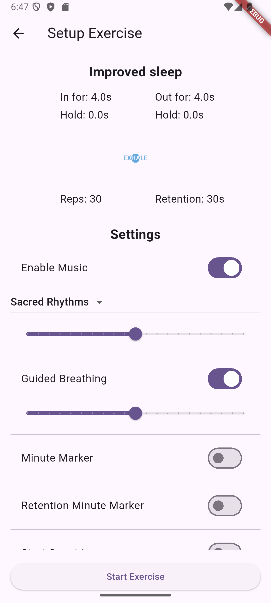 6:47
DEBUG
Setup Exercise
Improved sleep
In for: 4.0s Out for: 4.0s
Hold: 0.0s Hold: 0.0s
EXHALE
Reps: 30 Retention: 30s
Settings
Enable Music
Sacred Rhythms
Guided Breathing
Minute Marker
Retention Minute Marker
Start Exercise